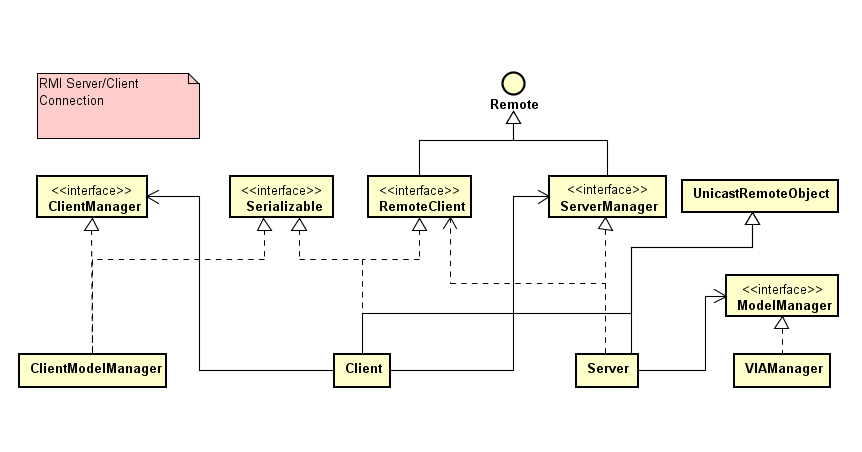 RMI Server/Client
Connection
Remote
<<interface>>
ClientManager
<<interface>>
Serializable
<<interface>>
RemoteClient
<<interface>>
ServerManager
UnicastRemoteObject
<<interface>>
ModelManager
ClientModelManager
Client
Server
VIAManager